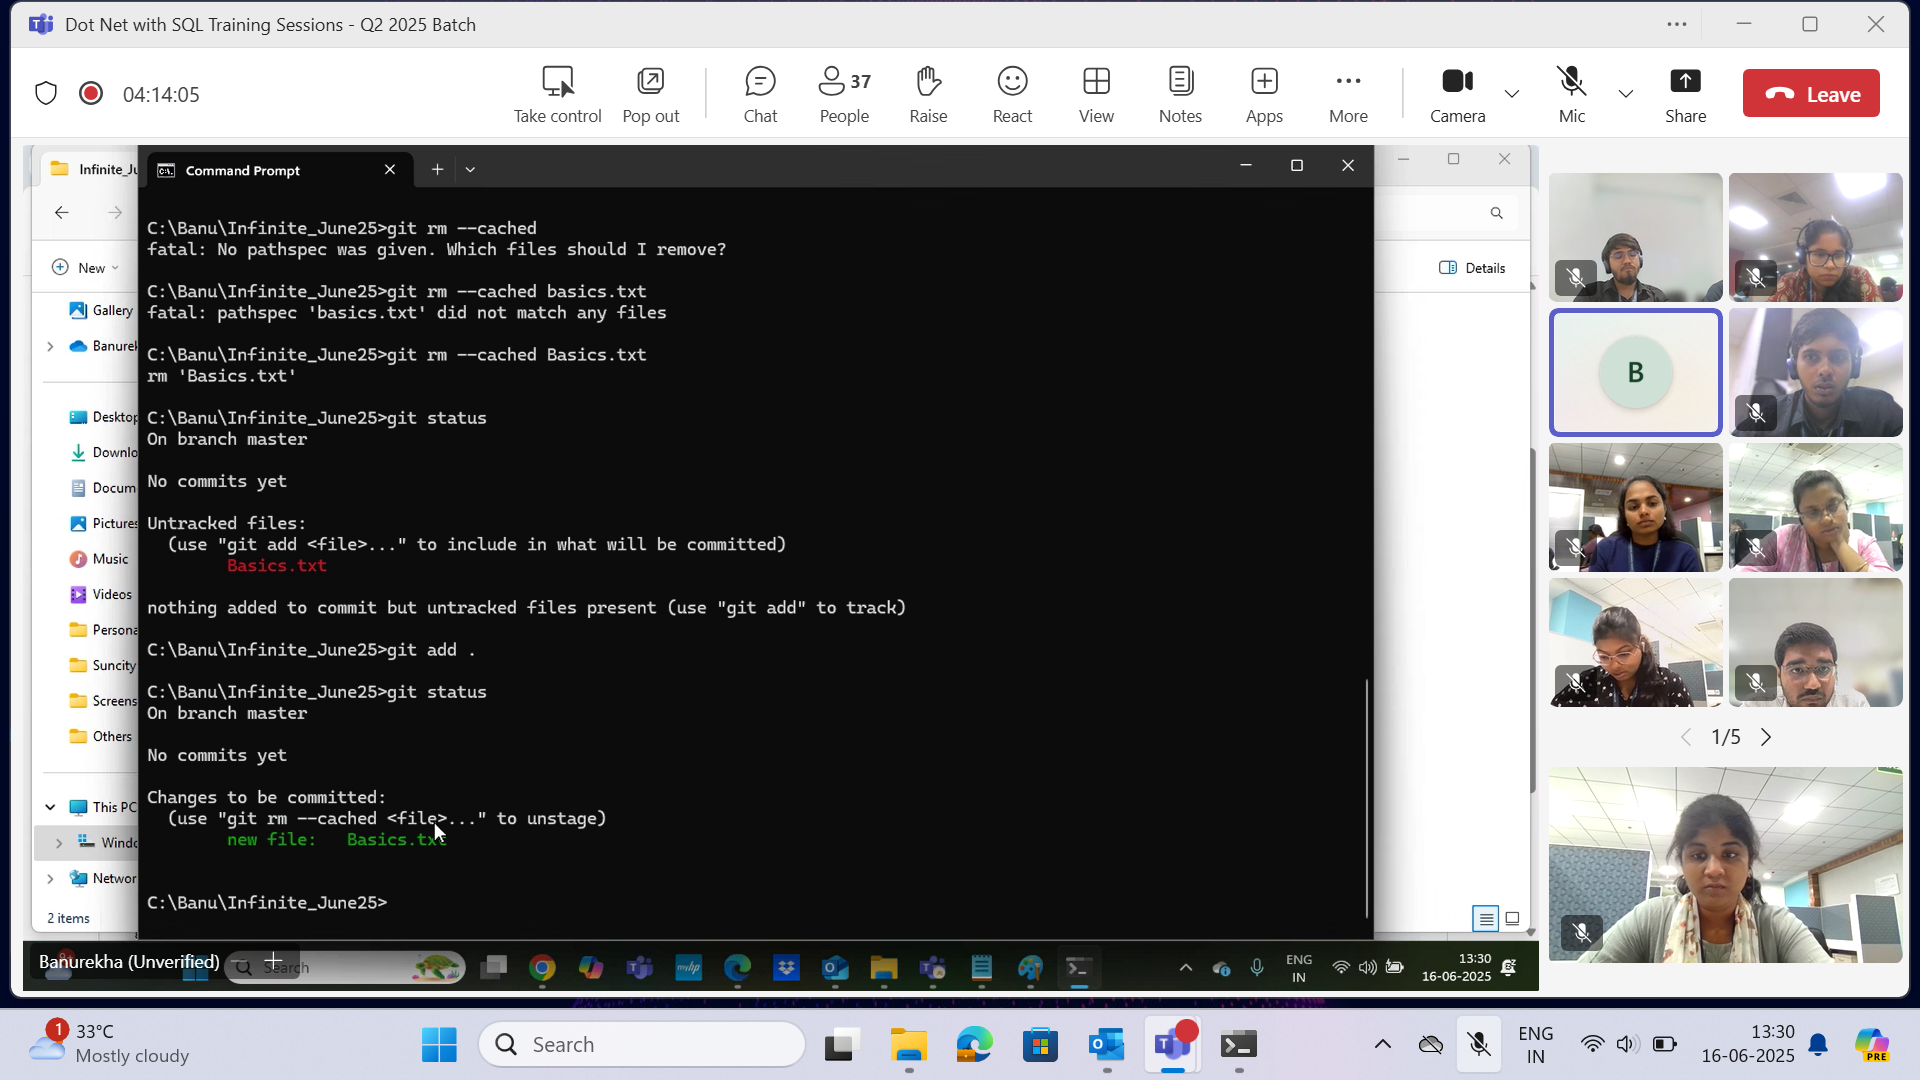 Dot Net with SQL Training Sessions - Q2 2025 Batch
04:14:05
Take control
Pop out
Chat
37
People
Raise
React
View
Notes
Apps
More
Camera
Mic
Share
Leave
Infinite_Ju
Command Prompt
New
Details
Gallery
Banurek
Desktop
Downlo
Docum
Pictures
Music
Videos
Persona
Suncity
Screens
Others
This PC
Windo
Networ
2 items
C:\Banu\Infinite_June25>git rm --cached
fatal: No pathspec was given. Which files should I remove?
C:\Banu\Infinite_June25>git rm --cached basics.txt
fatal: pathspec 'basics.txt' did not match any files
C:\Banu\Infinite_June25>git rm --cached Basics.txt
rm 'Basics.txt'
C:\Banu\Infinite_June25>git status
On branch master
No commits yet
Untracked files:
(use "git add <file>..." to include in what will be committed)
Basics.txt
nothing added to commit but untracked files present (use "git add" to track)
C:\Banu\Infinite_June25>git add .
C:\Banu\Infinite_June25>git status
On branch master
No commits yet
Changes to be committed:
(use "git rm --cached <file>..." to unstage)
new file: Basics.txt
C:\Banu\Infinite_June25>
B
1/5
Banurekha (Unverified)
Search
myhp
ENG
IN
13:30
16-06-2025
1
33°C
Mostly cloudy
Search
ENG
IN
13:30
16-06-2025
PRE